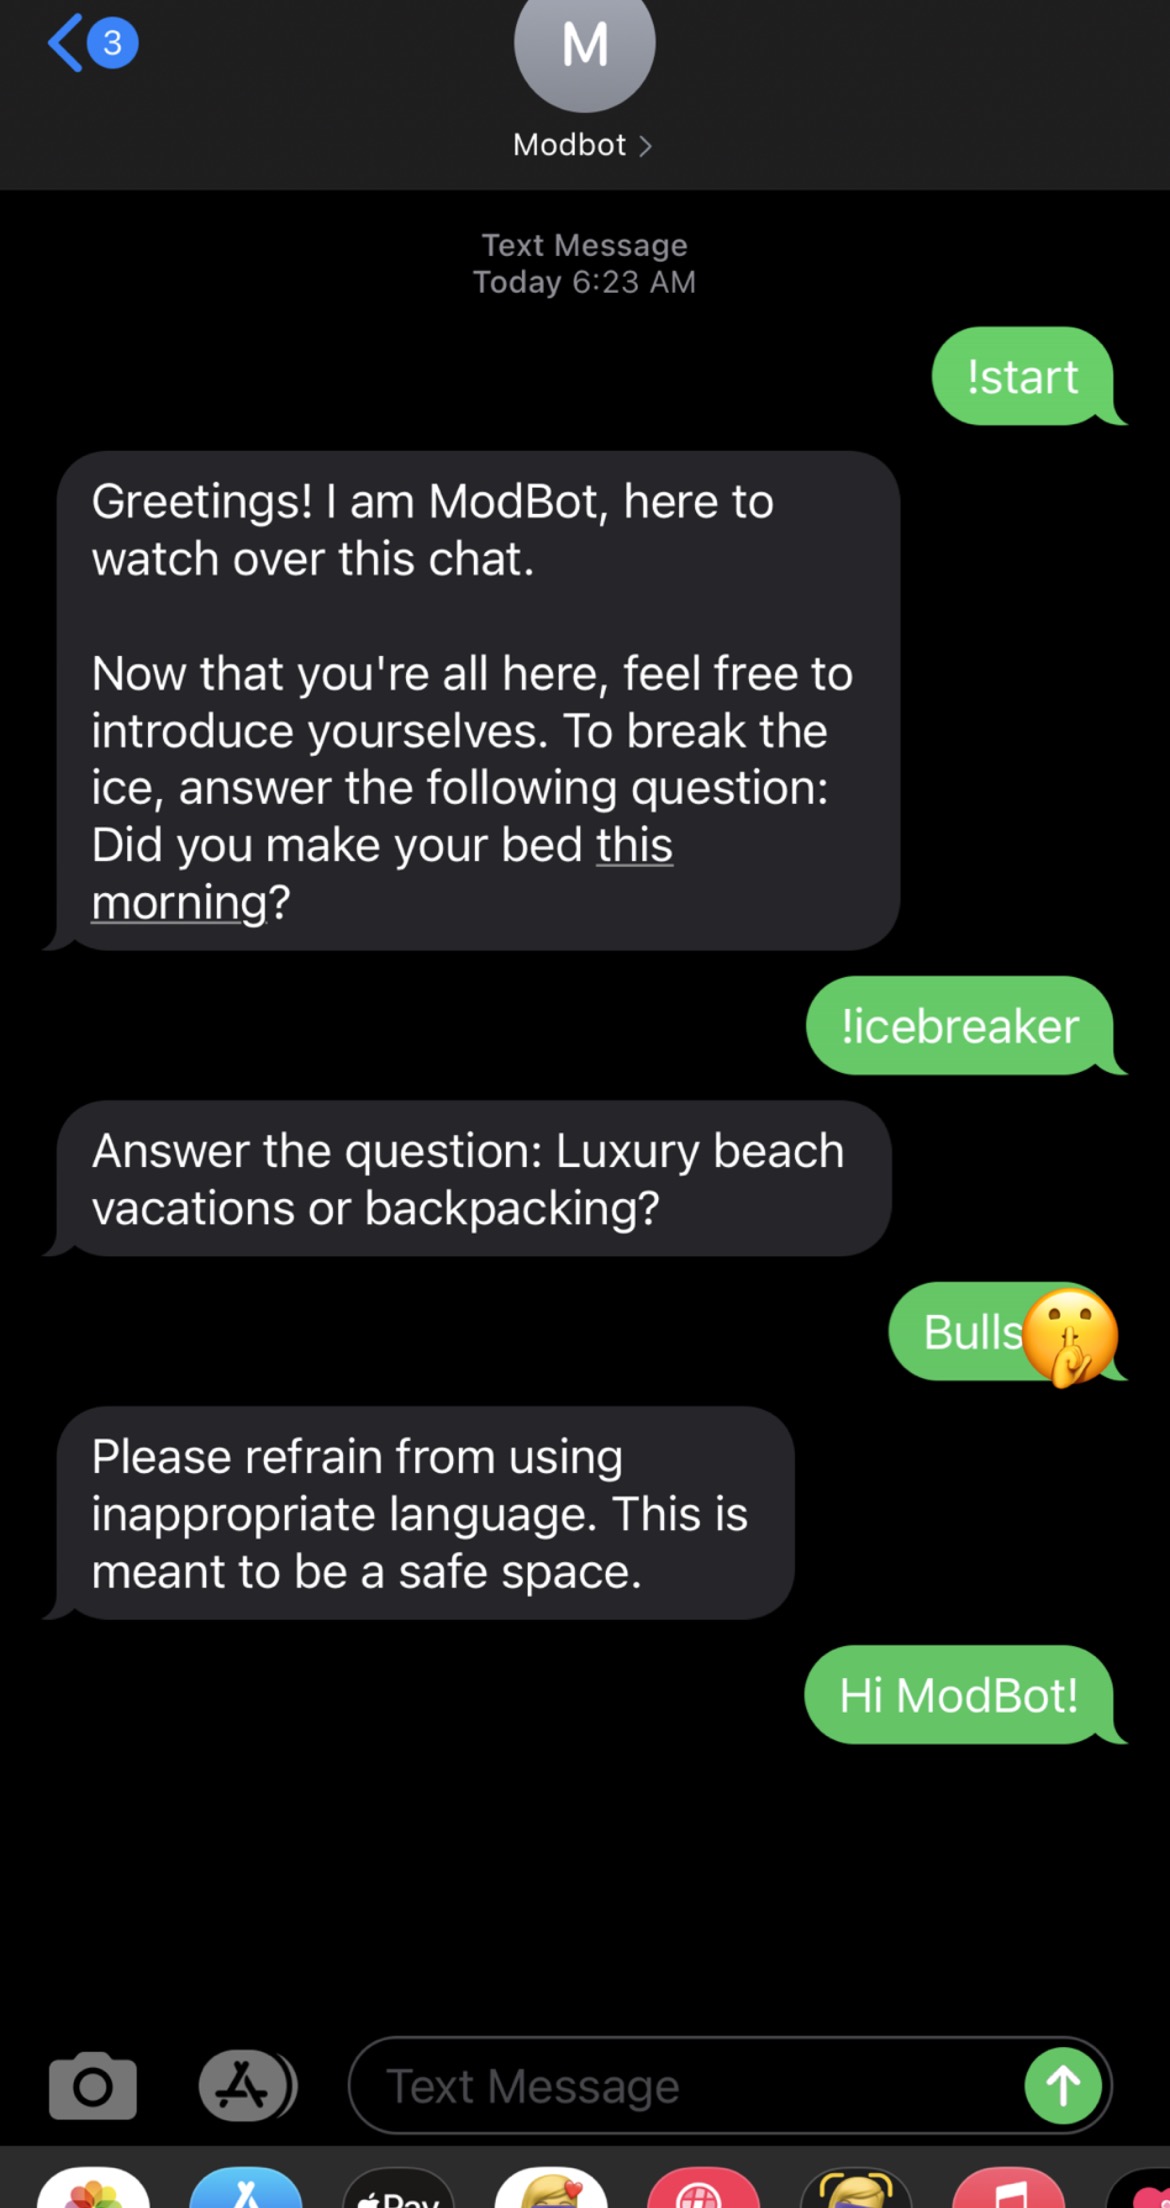 3
M
Modbot
Text Message
Today 6:23 AM
!start
Greetings! I am ModBot, here to
watch over this chat.
Now that you're all here, feel free to
introduce yourselves. To break the
ice, answer the following question:
Did you make your bed this
morning?
!icebreaker
Answer the question: Luxury beach
vacations or backpacking?
Bulls
Please refrain from using
inappropriate language. This is
meant to be a safe space.
Hi ModBot!
Text Message
Pay